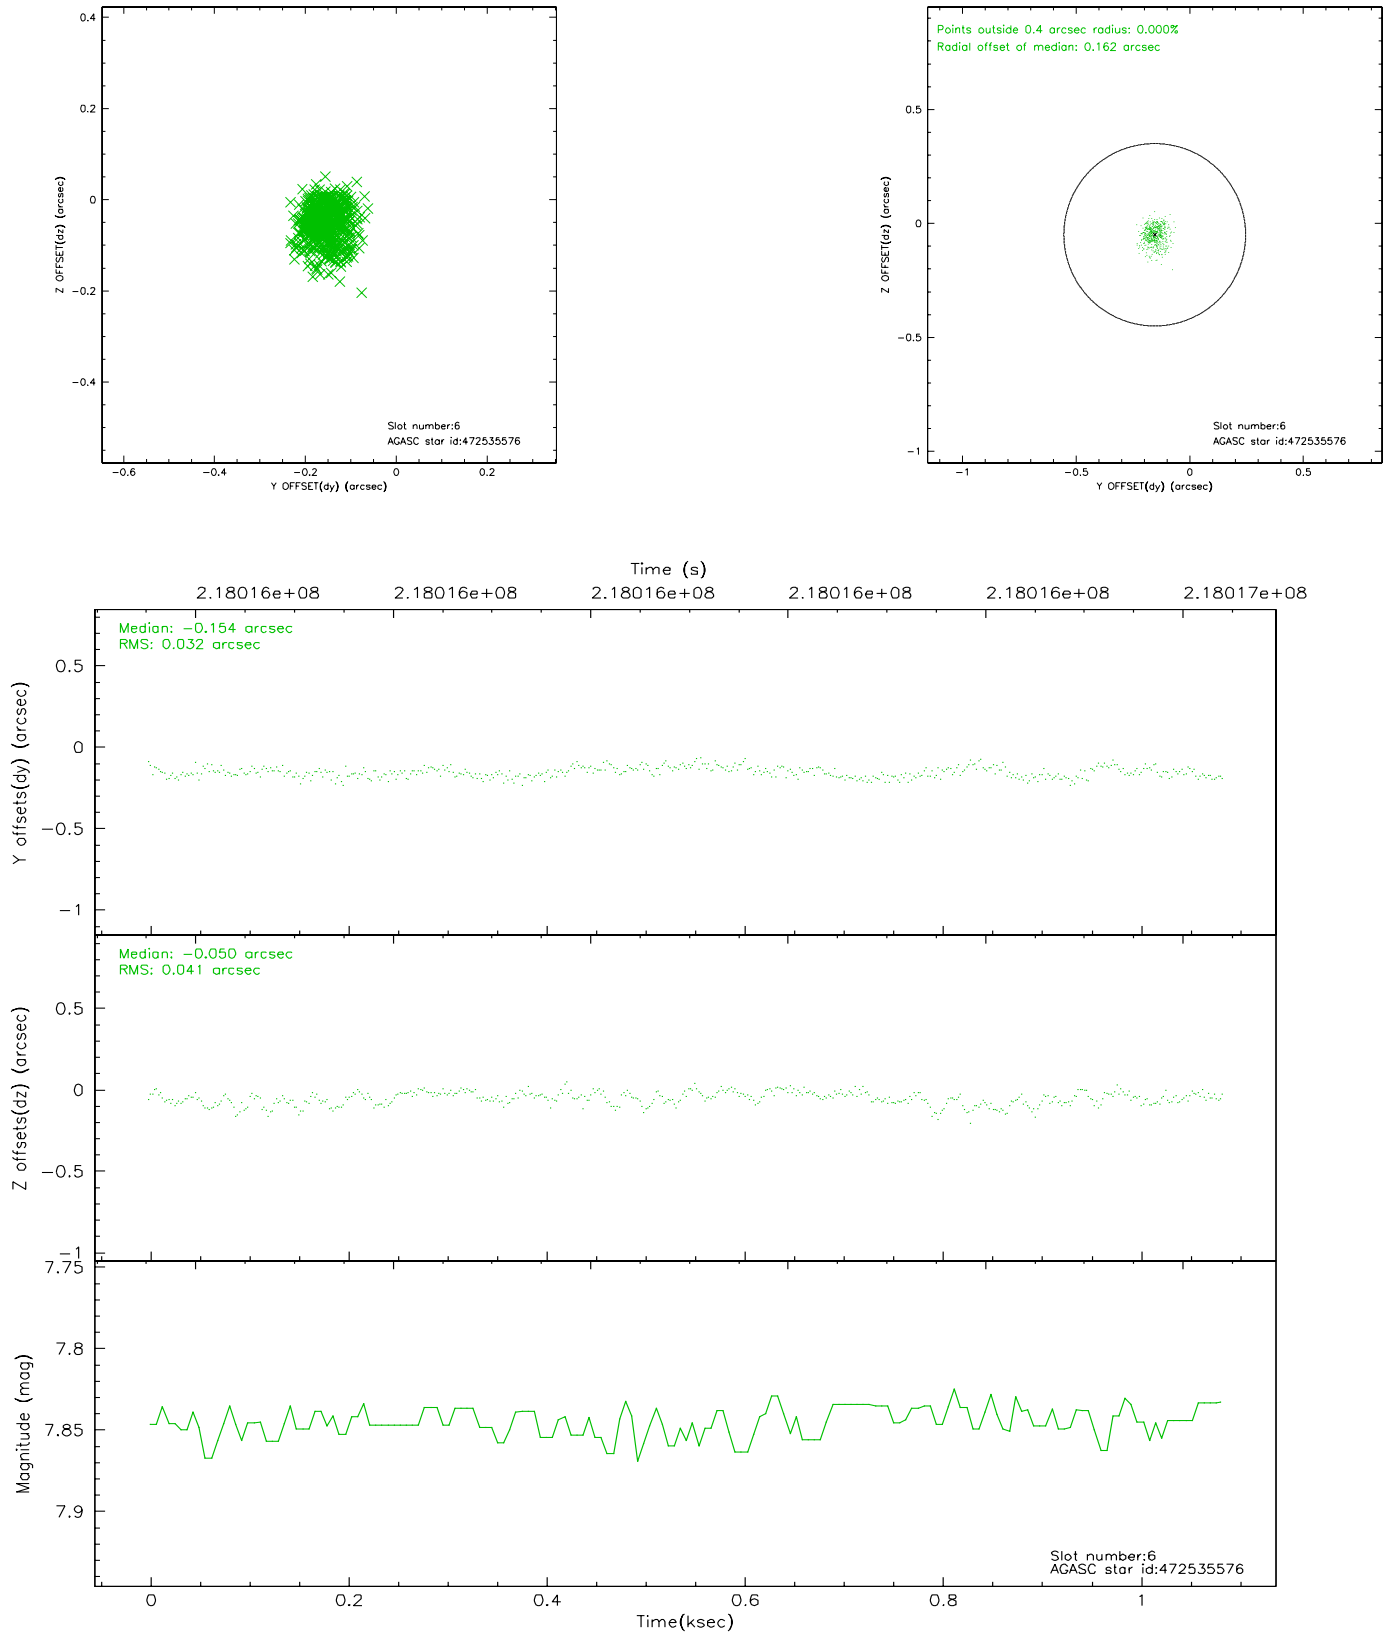 0.4
0.2
0
-0.2
-0.4
Z OFFSET(dz) (arcsec)
Slot number:6
AGASC star id:472535576
-0.6 -0.4 -0.2 0 0.2
Y OFFSET(dy) (arcsec)
Points outside 0.4 arcsec radius: 0.000%
Radial offset of median: 0.162 arcsec
0.5
0
-0.5
-1
Z OFFSET(dz) (arcsec)
Slot number:6
AGASC star id:472535576
-1 -0.5 0 0.5
Y OFFSET(dy) (arcsec)
Time (s)
2.18016e+08 2.18016e+08 2.18016e+08 2.18016e+08 2.18016e+08 2.18017e+08
Median: -0.154 arcsec
RMS: 0.032 arcsec
0.5
0
-0.5
-1
Y offsets(dy) (arcsec)
Median: -0.050 arcsec
RMS: 0.041 arcsec
0.5
0
-0.5
-1
Z offsets(dz) (arcsec)
7.75
7.8
7.85
7.9
Magnitude (mag)
Slot number:6
AGASC star id:472535576
0 0.2 0.4 0.6 0.8 1
Time(ksec)